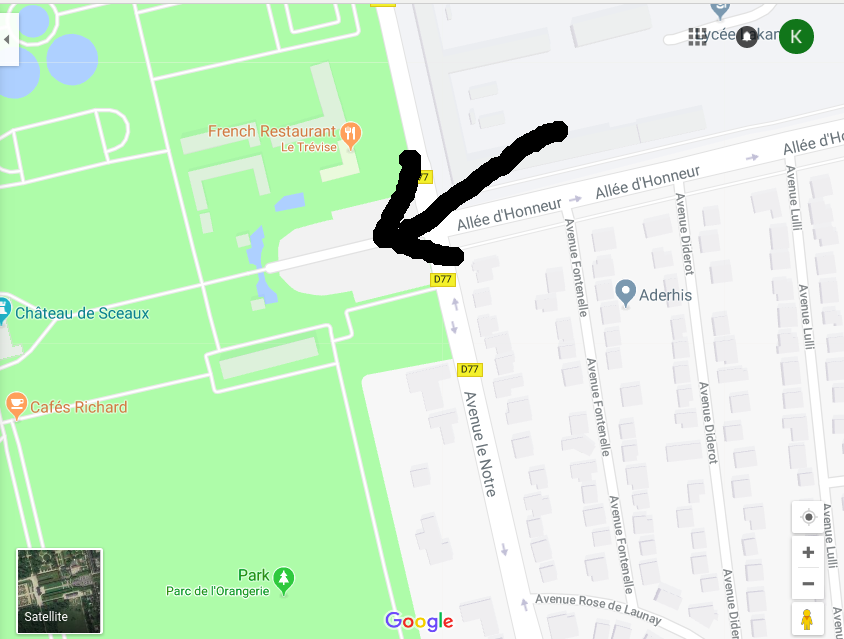 Lycée Lakan
K
French Restaurant
Le Trévise
Allée d'Honneur
Allée d'Honneur
Allée d'Ho
D77
D77
Avenue Fontenelle
Avenue Diderot
Avenue Lulli
Château de Sceaux
Aderhis
Avenue Lulli
D77
Cafés Richard
Avenue le Notre
Avenue Fontenelle
Avenue Diderot
Avenue Fontenelle
Avenue Lulli
Park
Parc de l'Orangerie
Avenue Rose de Launay
Avenue Dider
Satellite
Google